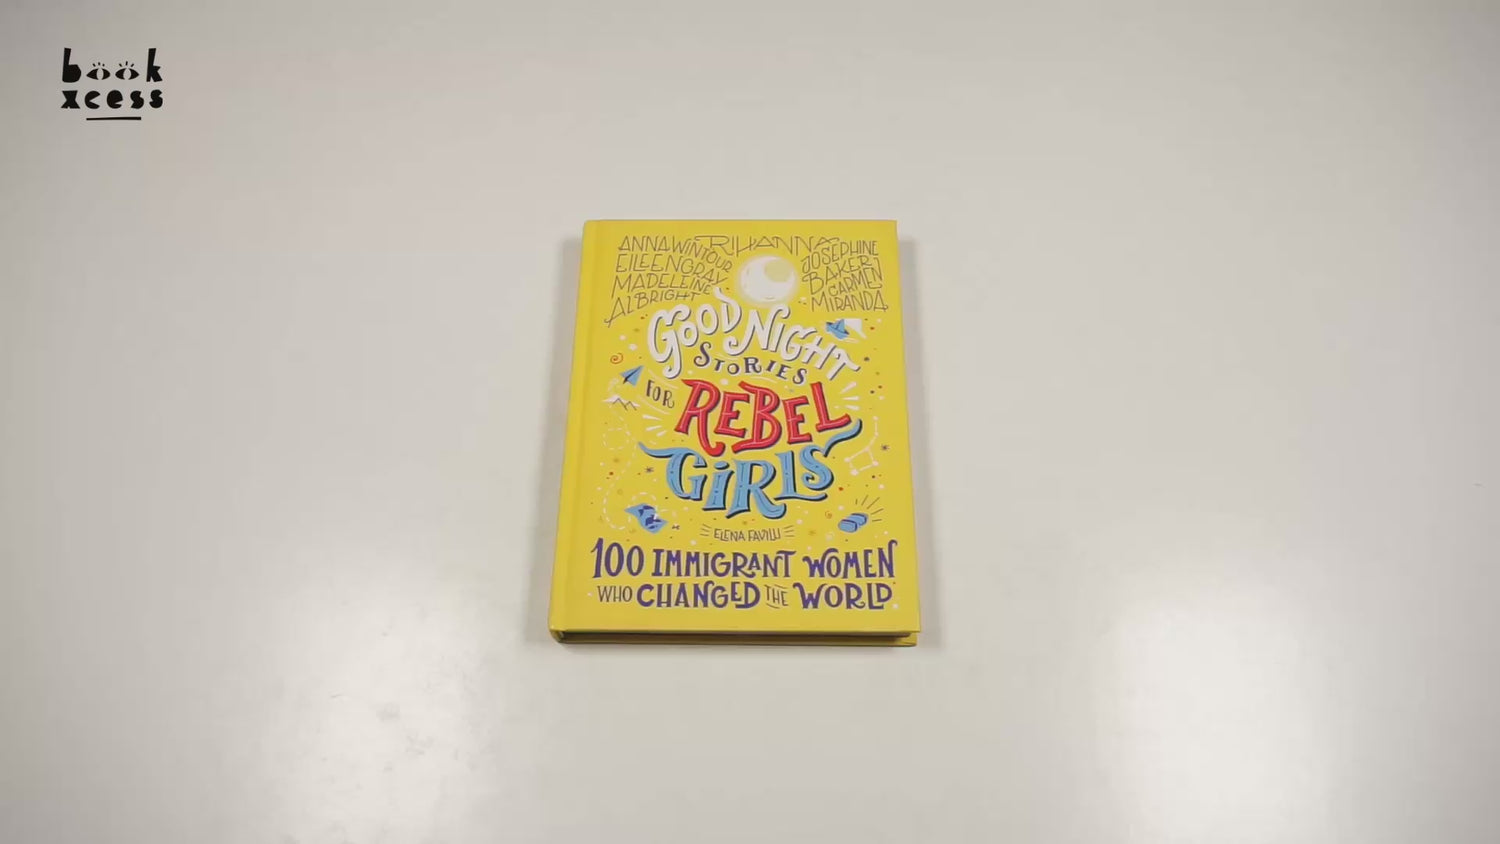 book
xcess
ANNA WINTOUR RIHANNA JOSEPHINE
EILEEN GRAY BAKER
MADELEINE CARMEN
ALBRIGHT MIRANDA
GOOD NIGHT
STORIES
FOR REBEL
GIRLS
ELENA FAVILLI
100 IMMIGRANT WOMEN
WHO CHANGED THE WORLD